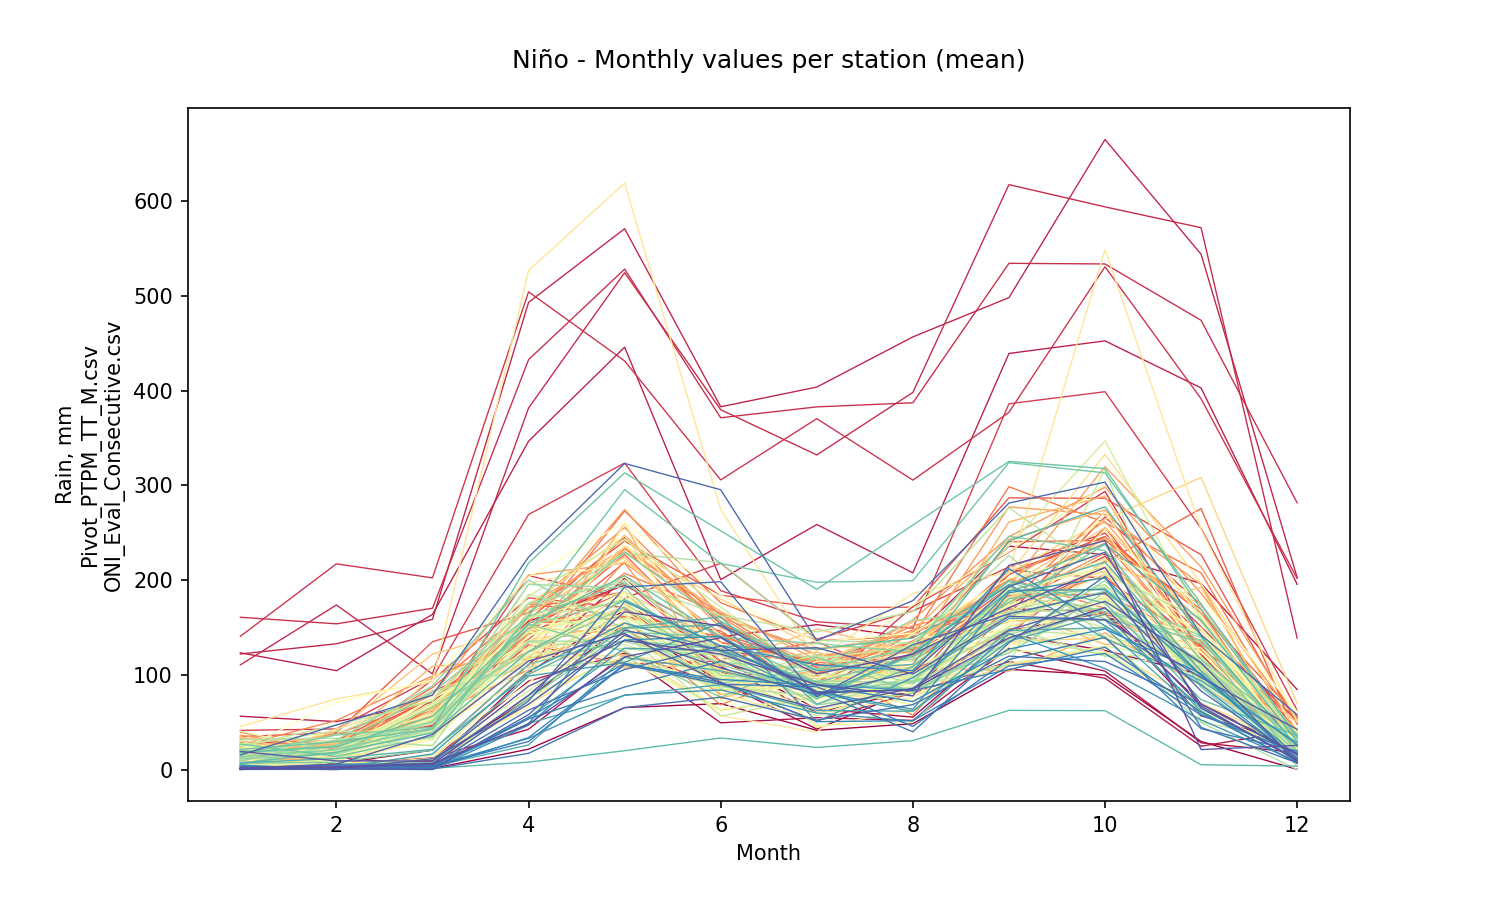 Niño - Monthly values per station (mean)
Rain, mm
Pivot_PTPM_TT_M.csv
ONI_Eval_Consecutive.csv
600
500
400
300
200
100
0
2 4 6 8 10 12
Month